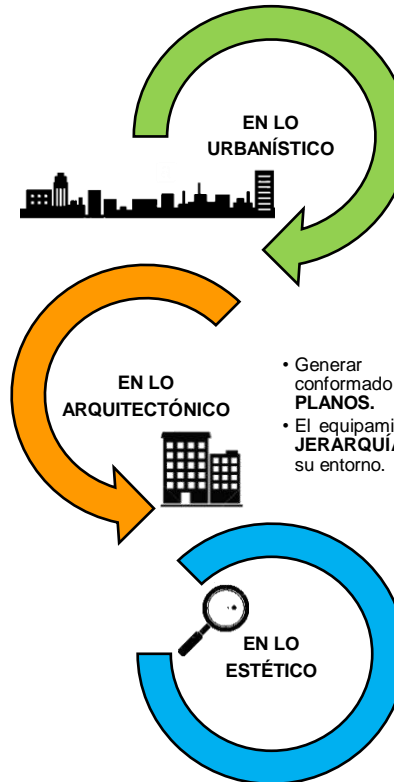 EN LO
URBANÍSTICO
EN LO
ARQUITECTÓNICO
• Generar
conformado
PLANOS.
• El equipami
JERARQUÍA
su entorno.
EN LO
ESTÉTICO